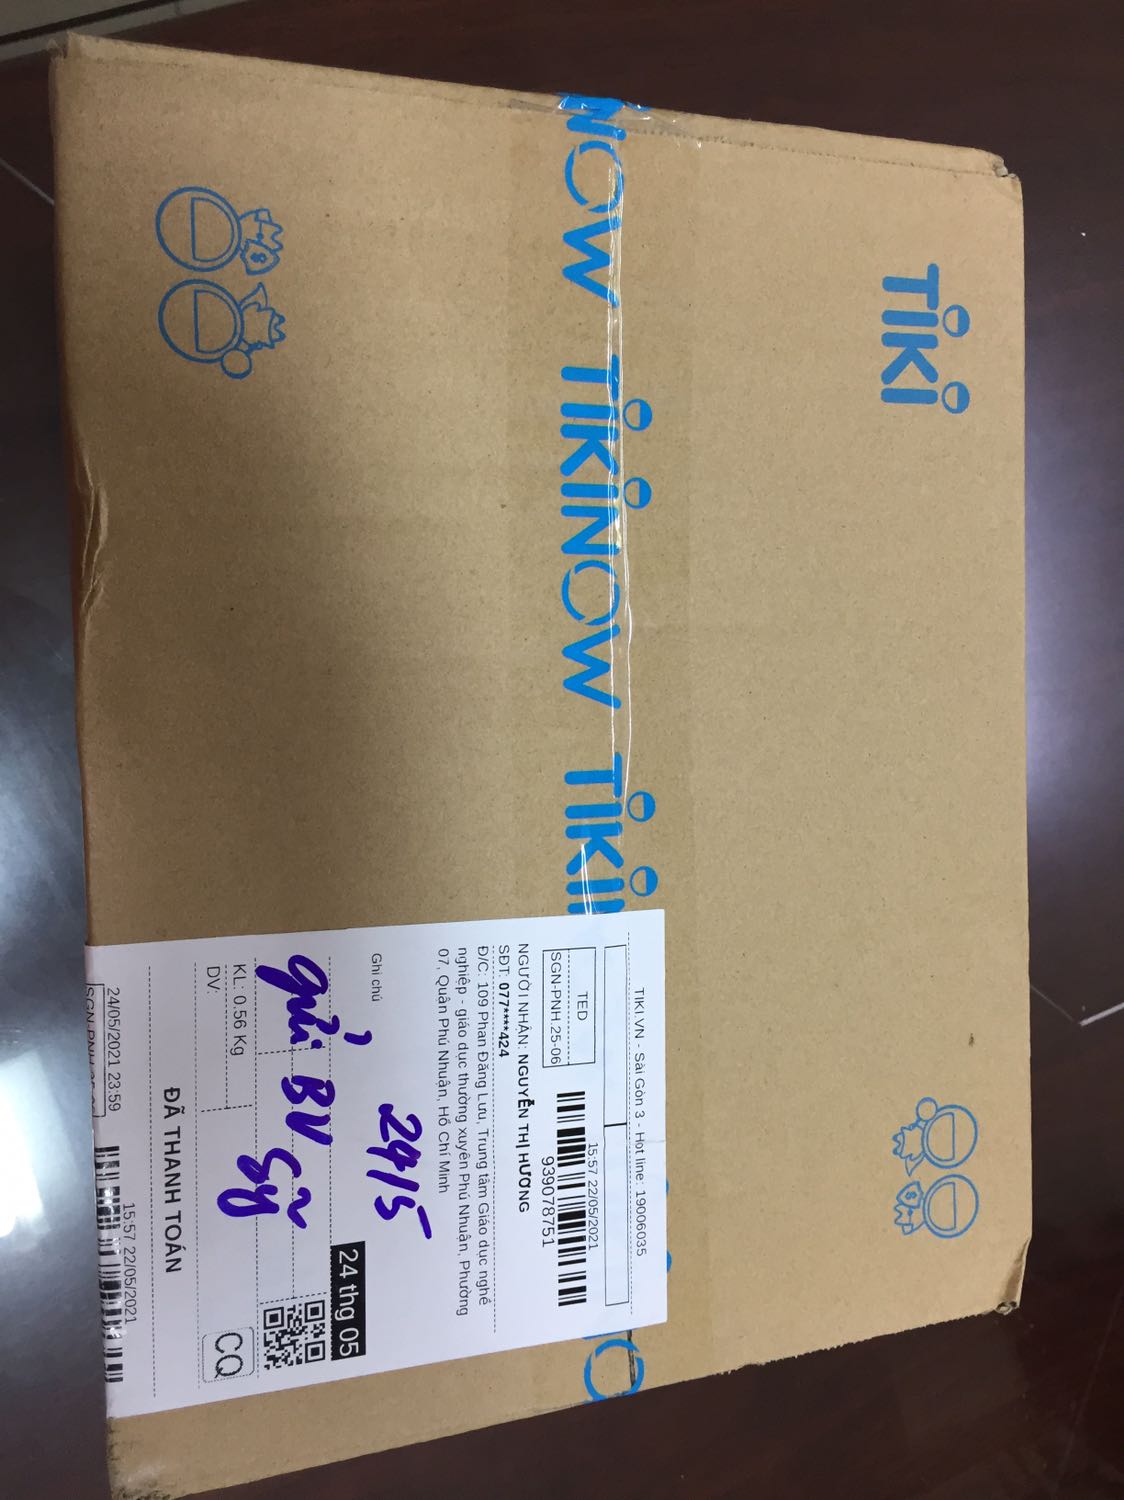 TIKI
NOW TIKINOW TIKI
TIKI.VN - Sài Gòn 3 - Hot line: 19006035
TED
SGN-PNH.25-06
15:57 22/05/2021
939078751
NGƯỜI NHẬN: NGUYỄN THỊ HƯƠNG
SĐT: 077****424
Đ/C: 109 Phan Đăng Lưu, Trung tâm Giáo dục nghề
nghiệp - giáo dục thường xuyên Phú Nhuận, Phường
07, Quận Phú Nhuận, Hồ Chí Minh
Ghi chú
24/5
24 thg 05
gửi BV Sỹ
KL: 0.56 Kg
DV:
CQ
ĐÃ THANH TOÁN
24/05/2021 23:59
15:57 22/05/2021